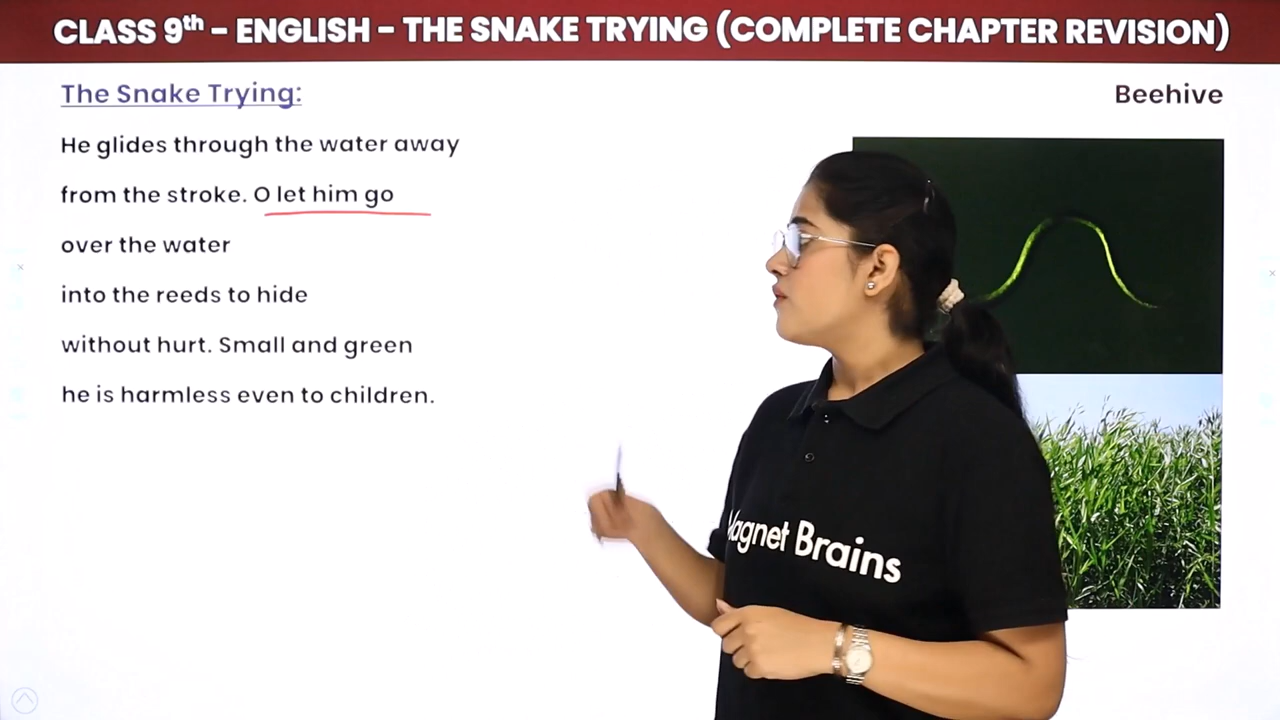 CLASS 9th – ENGLISH – THE SNAKE TRYING (COMPLETE CHAPTER REVISION)
The Snake Trying:
Beehive
He glides through the water away
from the stroke. O let him go
over the water
into the reeds to hide
without hurt. Small and green
he is harmless even to children.
Magnet Brains